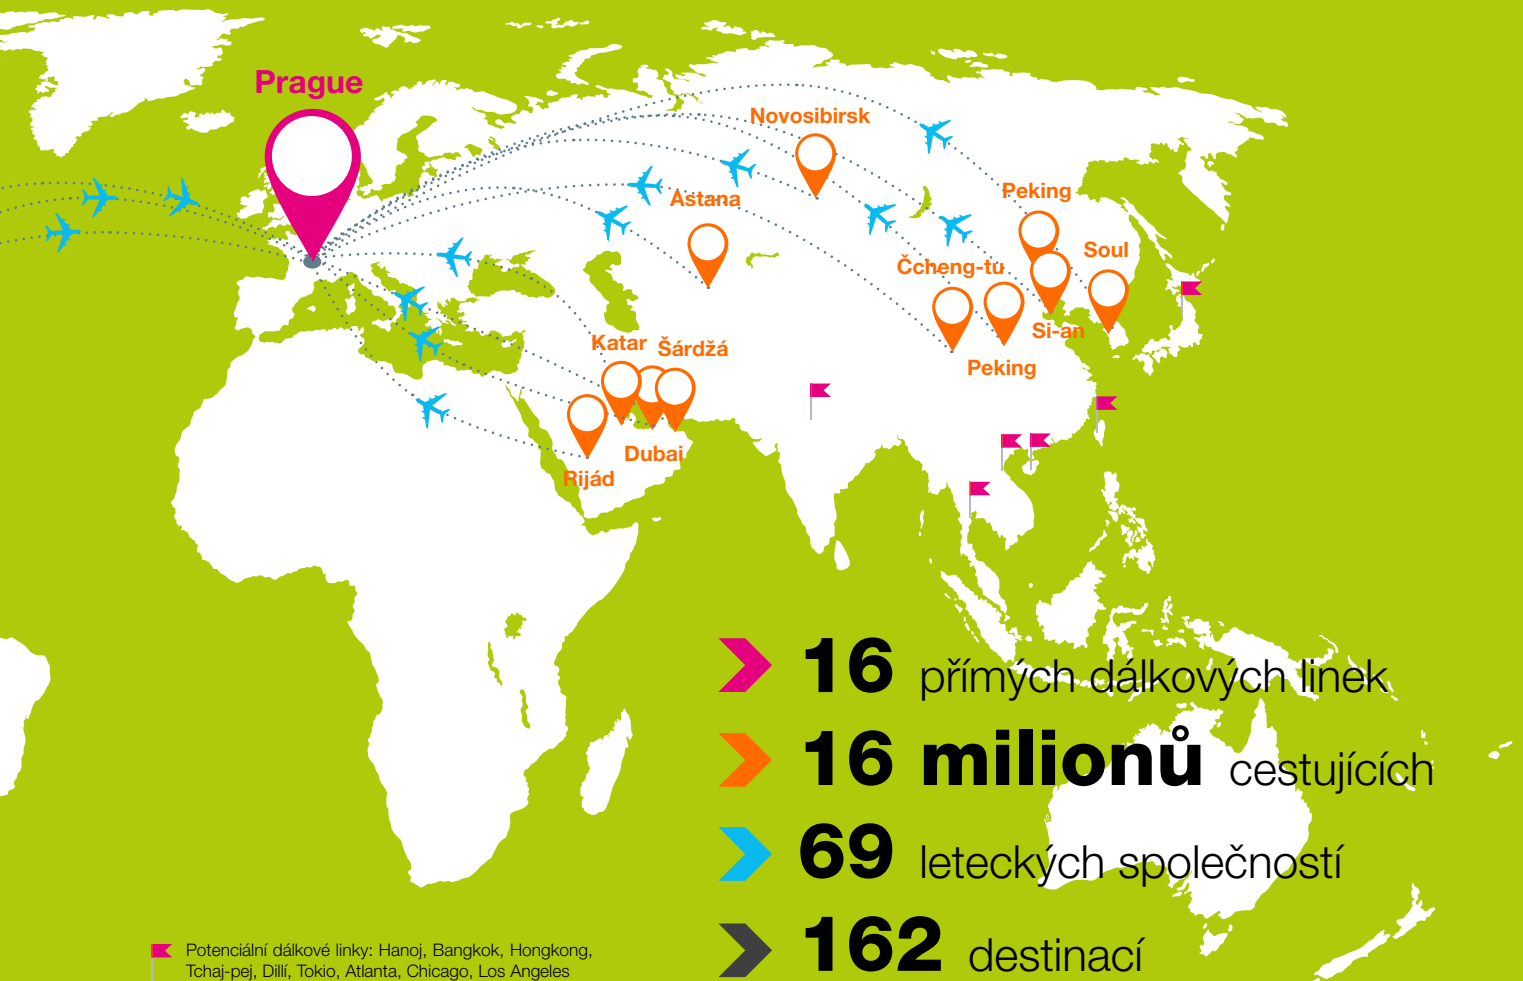 Prague
Novosibirsk
Astana
Peking
Soul
Čcheng-tu
Si-an
Katar
Šárdžá
Peking
Dubai
Rijád
16 přímých dálkových linek
16 milionů cestujících
69 leteckých společností
162 destinací
Potenciální dálkové linky: Hanoj, Bangkok, Hongkong,
Tchaj-pej, Dillí, Tokio, Atlanta, Chicago, Los Angeles